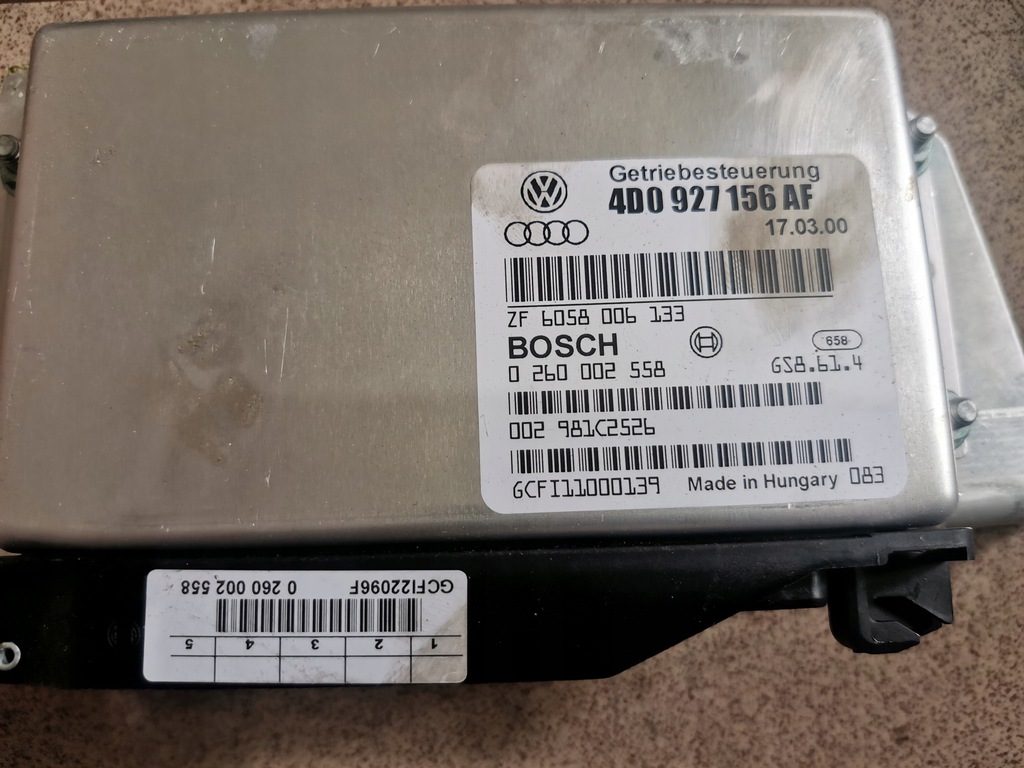 Getriebesteuerung
4D0 927 156 AF
17.03.00
ZF 6058 006 133
BOSCH
658
0 260 002 558 GS8.61.4
002 981C2526
GCFI11000139 Made in Hungary 083
1 2 3 4 5
GCFI22096F 0 260 002 558